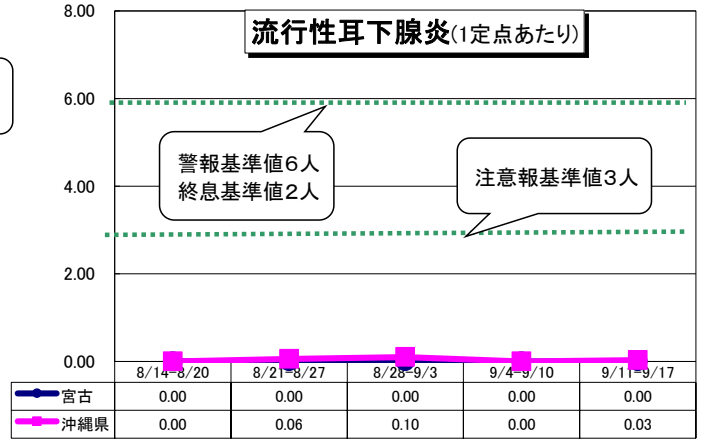 流行性耳下腺炎(1定点あたり)
8.00
6.00
4.00
2.00
0.00
警報基準値6人
終息基準値2人
注意報基準値3人
8/14-8/20 8/21-8/27 8/28-9/3 9/4-9/10 9/11-9/17
宮古 0.00 0.00 0.00 0.00 0.00
沖縄県 0.00 0.06 0.10 0.00 0.03